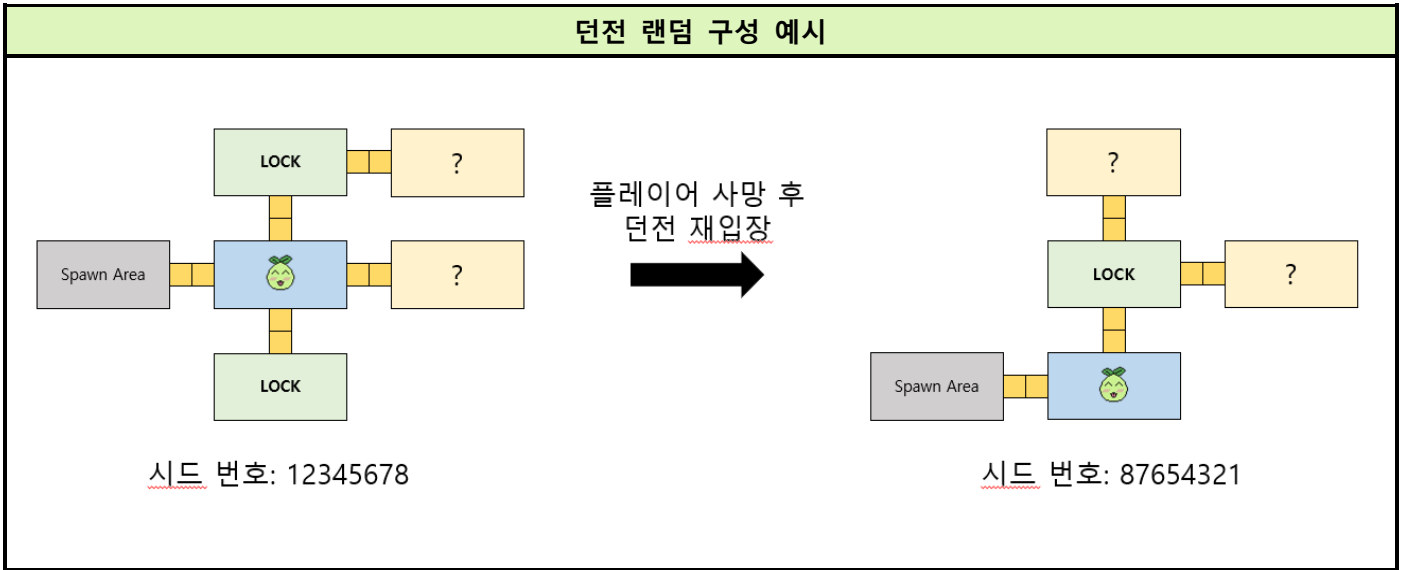 던전 랜덤 구성 예시
LOCK
?
플레이어 사망 후
던전 재입장
Spawn Area
?
LOCK
시드 번호: 12345678
?
LOCK
?
Spawn Area
시드 번호: 87654321